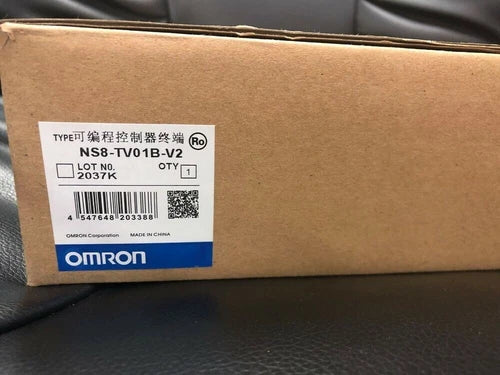 TYPE可编程控制器终端 Ro
NS8-TV01B-V2
LOT NO. QTY
2037K 1
4 547648 203388
OMRON Corporation MADE IN CHINA
OMRON